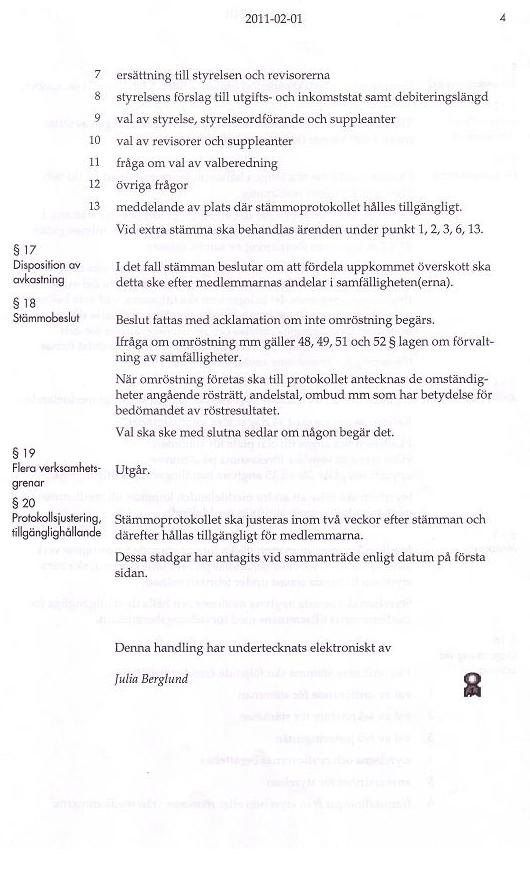 2011-02-01 4
7 ersättning till styrelsen och revisorerna
8 styrelsens förslag till utgifts- och inkomststat samt debiteringslängd
9 val av styrelse, styrelseordförande och suppleanter
10 val av revisorer och suppleanter
11 fråga om val av valberedning
12 övriga frågor
13 meddelande av plats där stämmoprotokollet hålles tillgängligt.
Vid extra stämma ska behandlas ärenden under punkt 1, 2, 3, 6, 13.
§ 17
Disposition av
avkastning
I det fall stämman beslutar om att fördela uppkommet överskott ska
detta ske efter medlemmarnas andelar i samfälligheten(erna).
§ 18
Stämmobeslut
Beslut fattas med acklamation om inte omröstning begärs.
Ifråga om omröstning mm gäller 48, 49, 51 och 52 § lagen om förvalt-
ning av samfälligheter.
När omröstning företas ska till protokollet antecknas de omständig-
heter angående rösträtt, andelstal, ombud mm som har betydelse för
bedömandet av röstresultatet.
Val ska ske med slutna sedlar om någon begär det.
§ 19
Flera verksamhets-
grenar
Utgår.
§ 20
Protokollsjustering,
tillgänglighållande
Stämmoprotokollet ska justeras inom två veckor efter stämman och
därefter hållas tillgängligt för medlemmarna.
Dessa stadgar har antagits vid sammanträde enligt datum på första
sidan.
Denna handling har undertecknats elektroniskt av
Julia Berglund